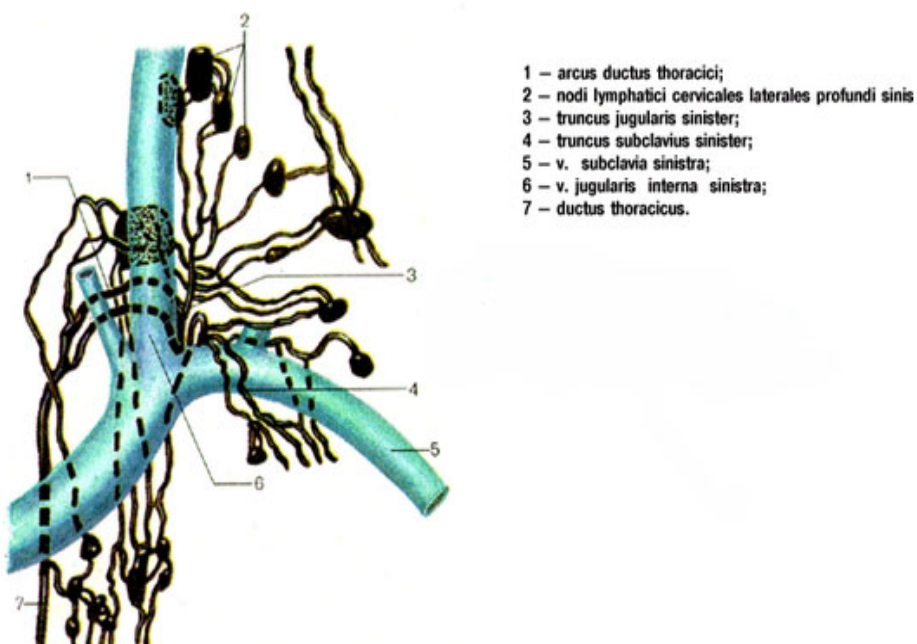 2
1
3
4
5
6
7
1 – arcus ductus thoracici;
2 – nodi lymphatici cervicales laterales profundi sinis
3 – truncus jugularis sinister;
4 – truncus subclavius sinister;
5 – v. subclavia sinistra;
6 – v. jugularis interna sinistra;
7 – ductus thoracicus.